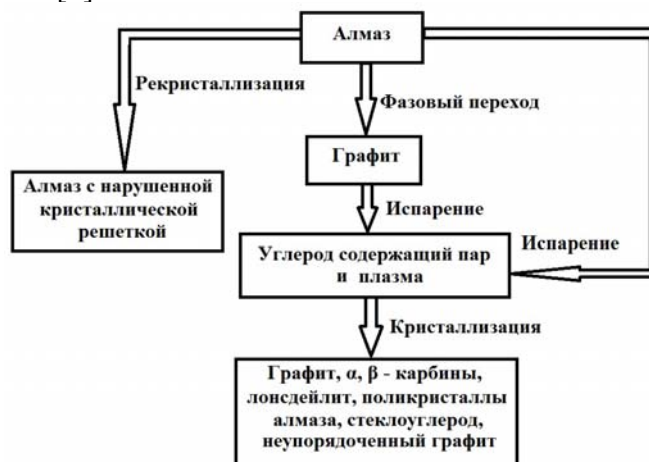 Алмаз
Рекристаллизация
Фазовый переход
Графит
Алмаз с нарушенной
кристаллической
решеткой
Испарение
Испарение
Углерод содержащий пар
и плазма
Кристаллизация
Графит, α, β - карбины,
лонсдейлит, поликристаллы
алмаза, стеклоуглерод,
неупорядоченный графит